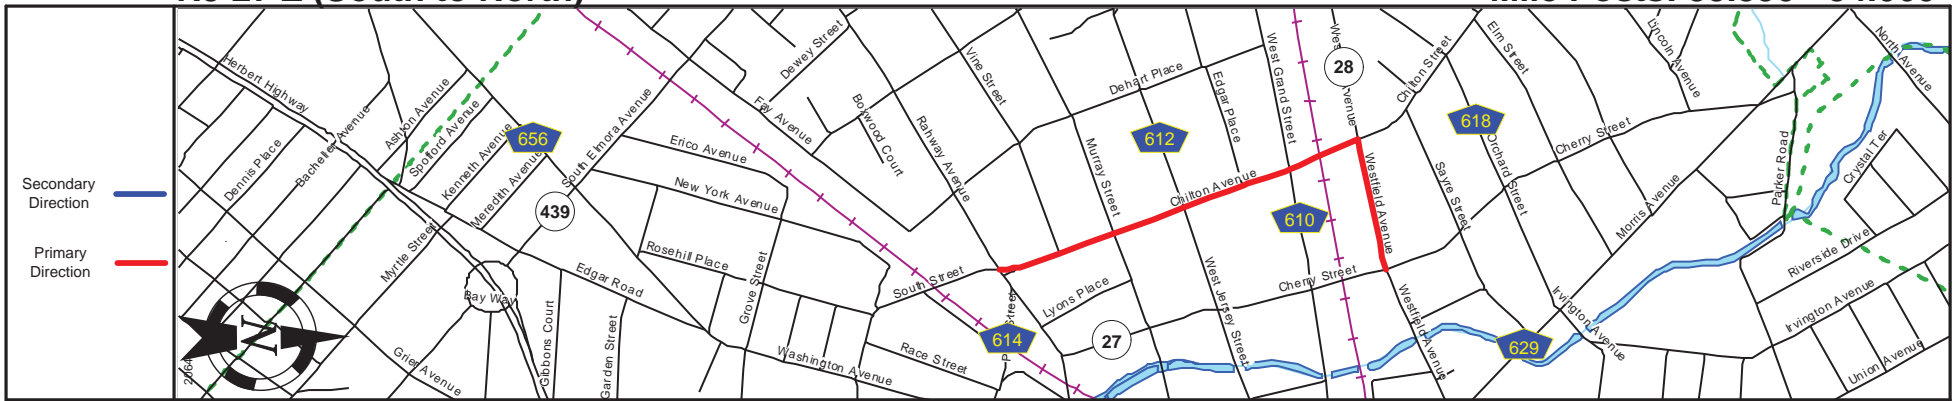 Secondary
Direction
Primary
Direction
Herbert Highway
Dennis Place
Bacheller Avenue
Ashton Avenue
Spofford Avenue
Kenneth Avenue
Meredith Avenue
656
439
South Elmora Avenue
Myrtle Street
Bay Way
Edgar Road
Gibbons Court
Garden Street
Grier Avenue
N
Dewey Street
Fay Avenue
Boxwood Court
Erico Avenue
New York Avenue
Rosehill Place
Grove Street
Washington Avenue
Race Street
South Street
Rahway Avenue
Vine Street
614
Dehart Place
Murray Street
612
Edgar Place
West Grand Street
Chilton Avenue
610
Lyons Place
27
West Jersey Street
Cherry Street
28
Westfield Avenue
Westfield Avenue
Chilton Street
Elm Street
618
Orchard Street
Sayre Street
Cherry Street
Lincoln Avenue
Morris Avenue
629
Irvington Avenue
Parker Road
North Avenue
Crystal Ter
Riverside Drive
Irvington Avenue
Union Avenue